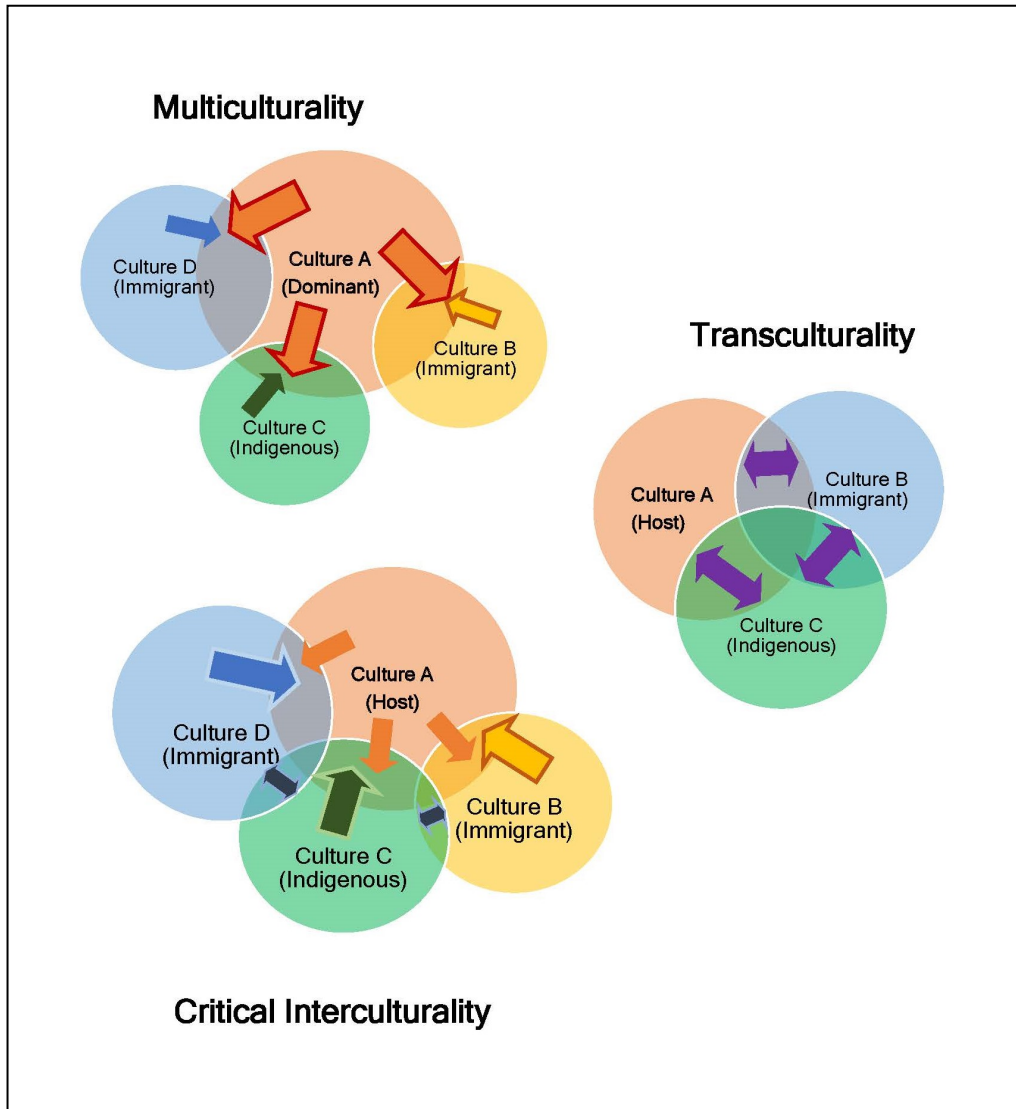 Multiculturality
Culture D
(Immigrant)
Culture A
(Dominant)
Culture B
(Immigrant)
Culture C
(Indigenous)
Transculturality
Culture A
(Host)
Culture B
(Immigrant)
Culture C
(Indigenous)
Culture A
(Host)
Culture D
(Immigrant)
Culture B
(Immigrant)
Culture C
(Indigenous)
Critical Interculturality